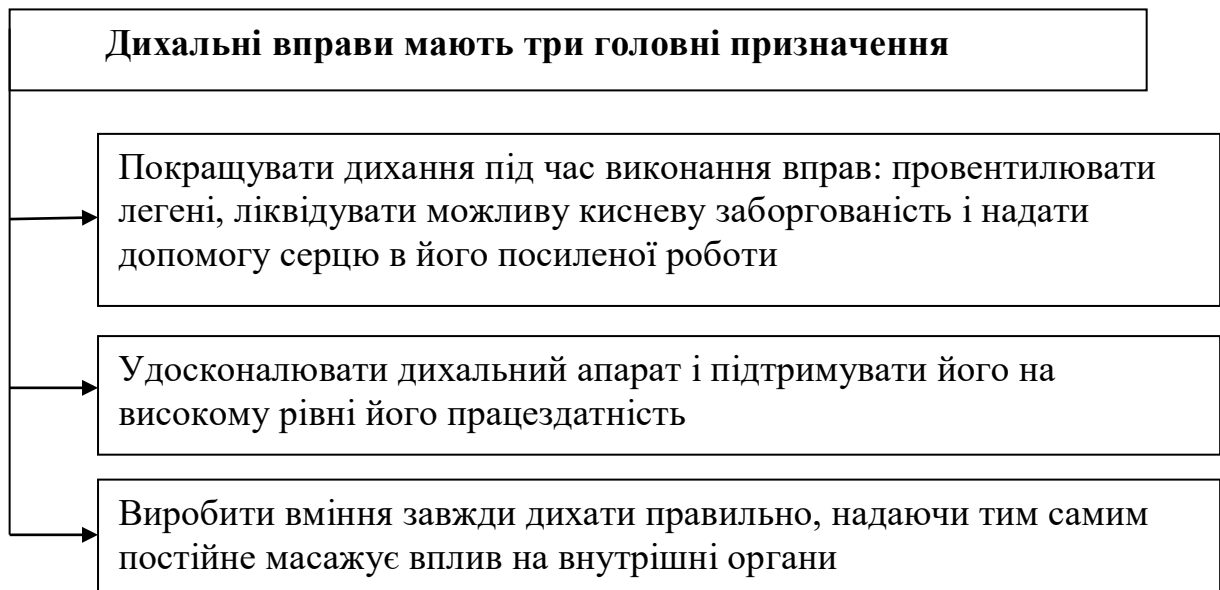 Дихальні вправи мають три головні призначення
Покращувати дихання під час виконання вправ: провентилювати
легені, ліквідувати можливу кисневу заборгованість і надати
допомогу серцю в його посиленої роботи
Удосконалювати дихальний апарат і підтримувати його на
високому рівні його працездатність
Виробити вміння завжди дихати правильно, надаючи тим самим
постійне масажує вплив на внутрішні органи